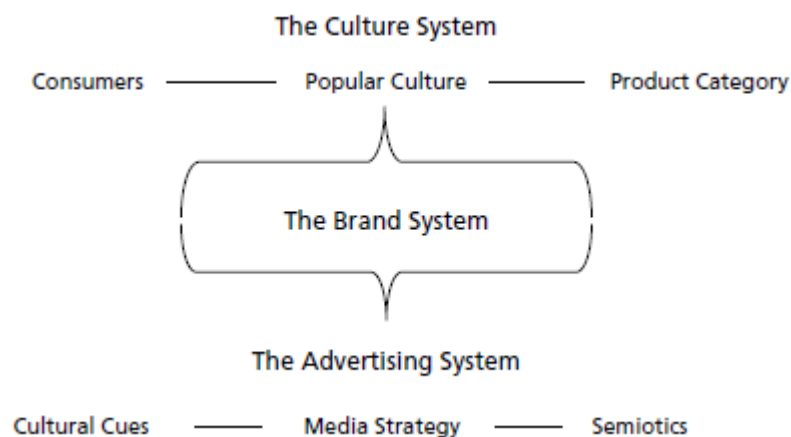 The Culture System
Consumers Popular Culture Product Category
The Brand System
The Advertising System
Cultural Cues Media Strategy Semiotics